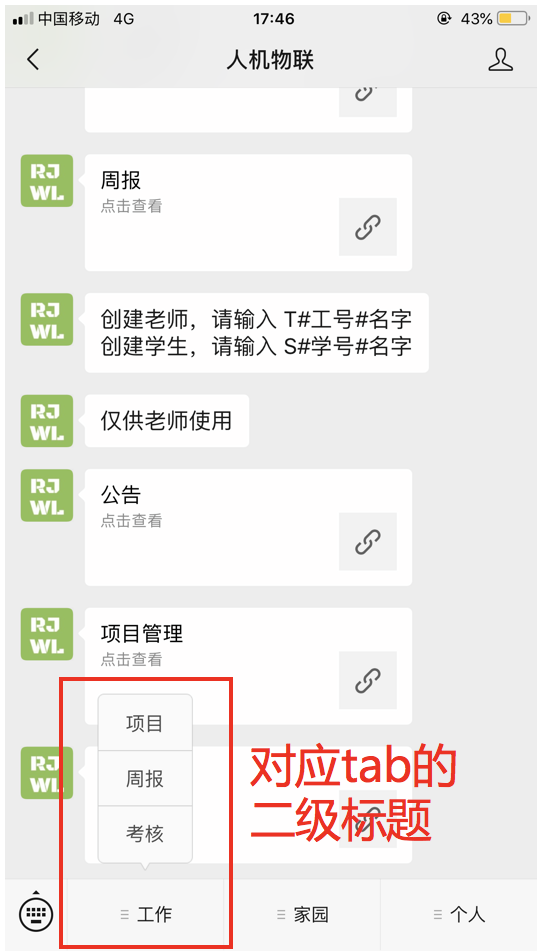 中国移动 4G 17:46 43%
人机物联
RJ
WL
周报
点击查看
RJ
WL
创建老师，请输入 T#工号#名字
创建学生，请输入 S#学号#名字
RJ
WL
仅供老师使用
RJ
WL
公告
点击查看
RJ
WL
项目管理
点击查看
RJ
WL
项目
周报
考核
对应tab的
二级标题
工作 家园 个人